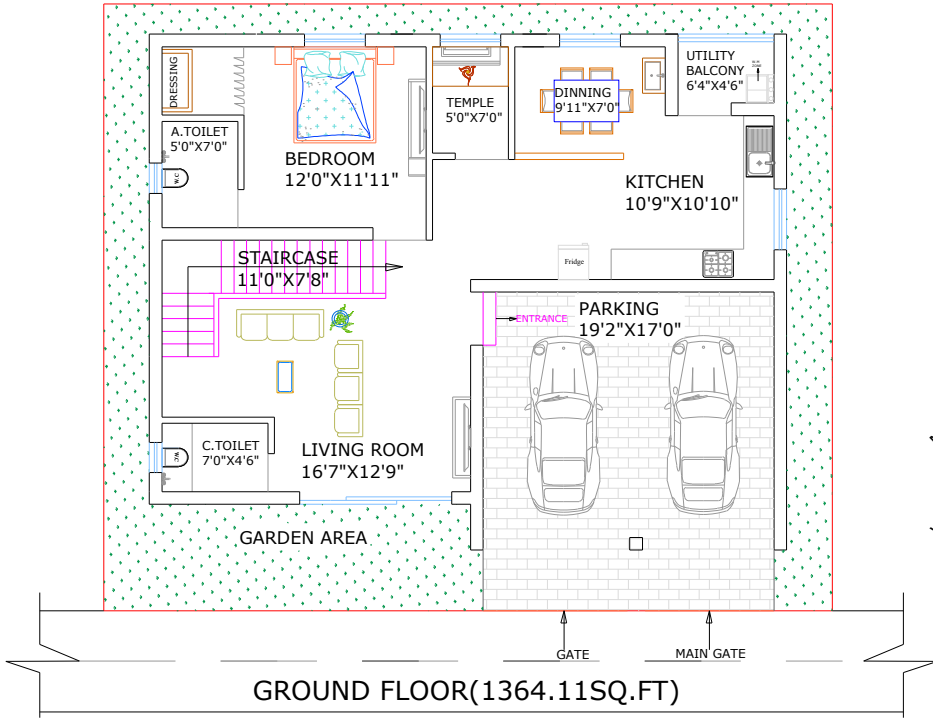 DRESSING
A.TOILET
5'0"X7'0"
W.C
BEDROOM
12'0"X11'11"
TEMPLE
5'0"X7'0"
DINNING
9'11"X7'0"
UTILITY
BALCONY
6'4"X4'6"
KITCHEN
10'9"X10'10"
Fridge
STAIRCASE
11'0"X7'8"
ENTRANCE
PARKING
19'2"X17'0"
C.TOILET
7'0"X4'6"
W.C
LIVING ROOM
16'7"X12'9"
GARDEN AREA
GATE
MAIN GATE
GROUND FLOOR(1364.11SQ.FT)